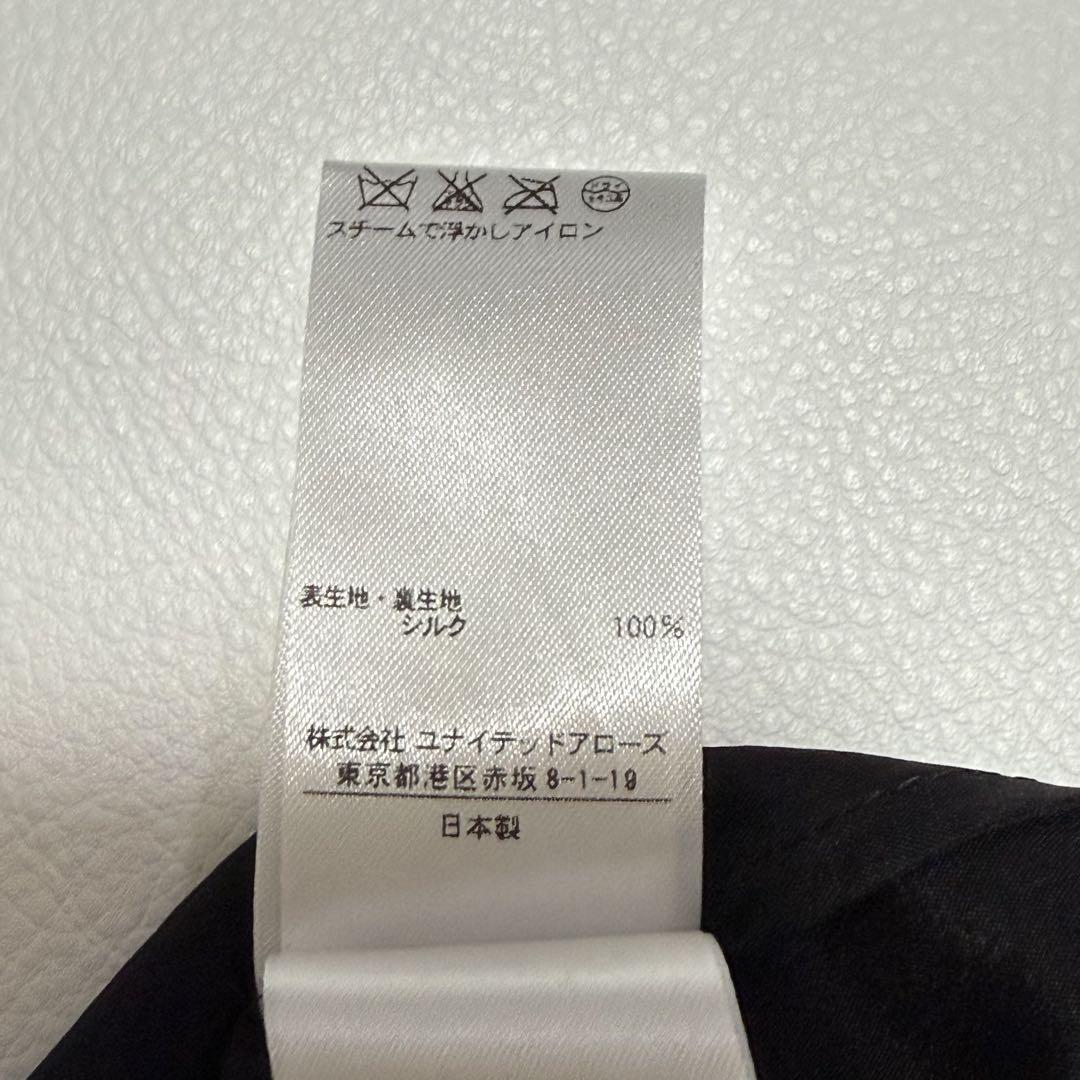 スチームで浮かしアイロン
表生地・裏生地
シルク 100%
株式会社 ユナイテッドアローズ
東京都港区赤坂 8-1-19
日本製